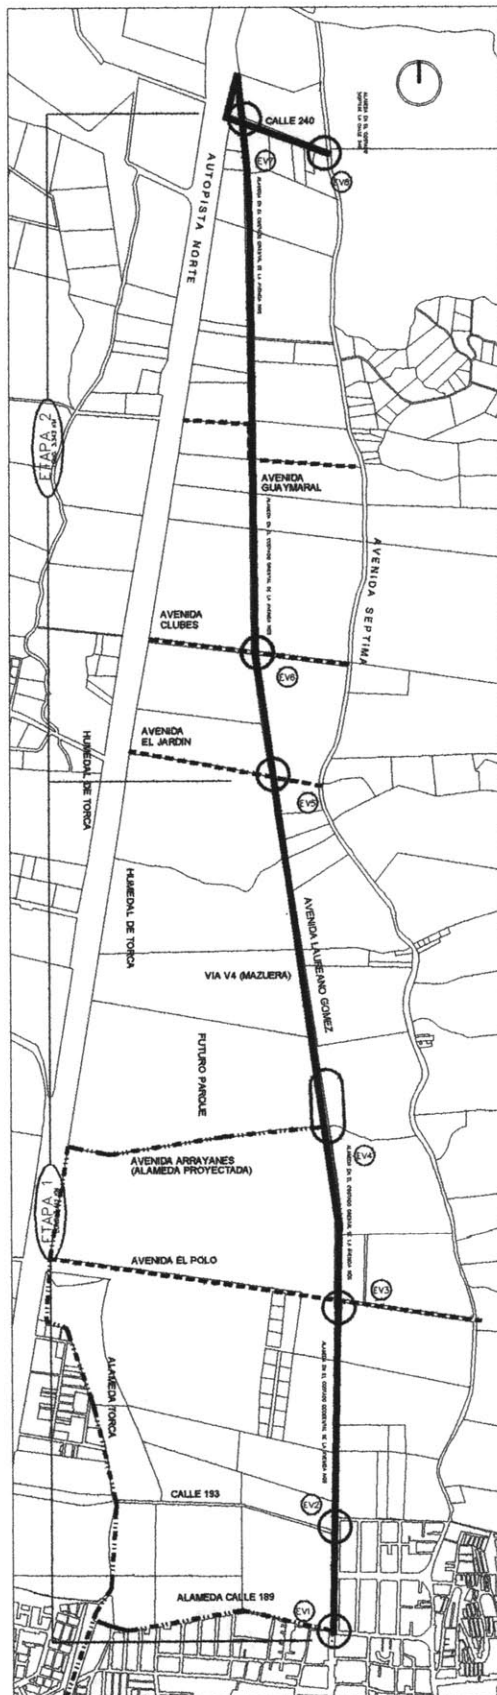 CALLE 240
EV7
EV8
AUTOPISTA NORTE
ETAPA 2
AVENIDA
GUAYMARAL
AVENIDA SEPTIMA
AVENIDA
CLUBES
EV6
AVENIDA
EL JARDIN
EV5
HUMEDAL DE TORCA
HUMEDAL DE TORCA
AVENIDA LAUREANO GOMEZ
VIA V4 (MAZUERA)
FUTURO PARQUE
AVENIDA ARRAYANES
(ALAMEDA PROYECTADA)
EV4
ETAPA 1
AVENIDA EL POLO
EV3
ALAMEDA TORCA
CALLE 193
EV2
ALAMEDA CALLE 189
EV1